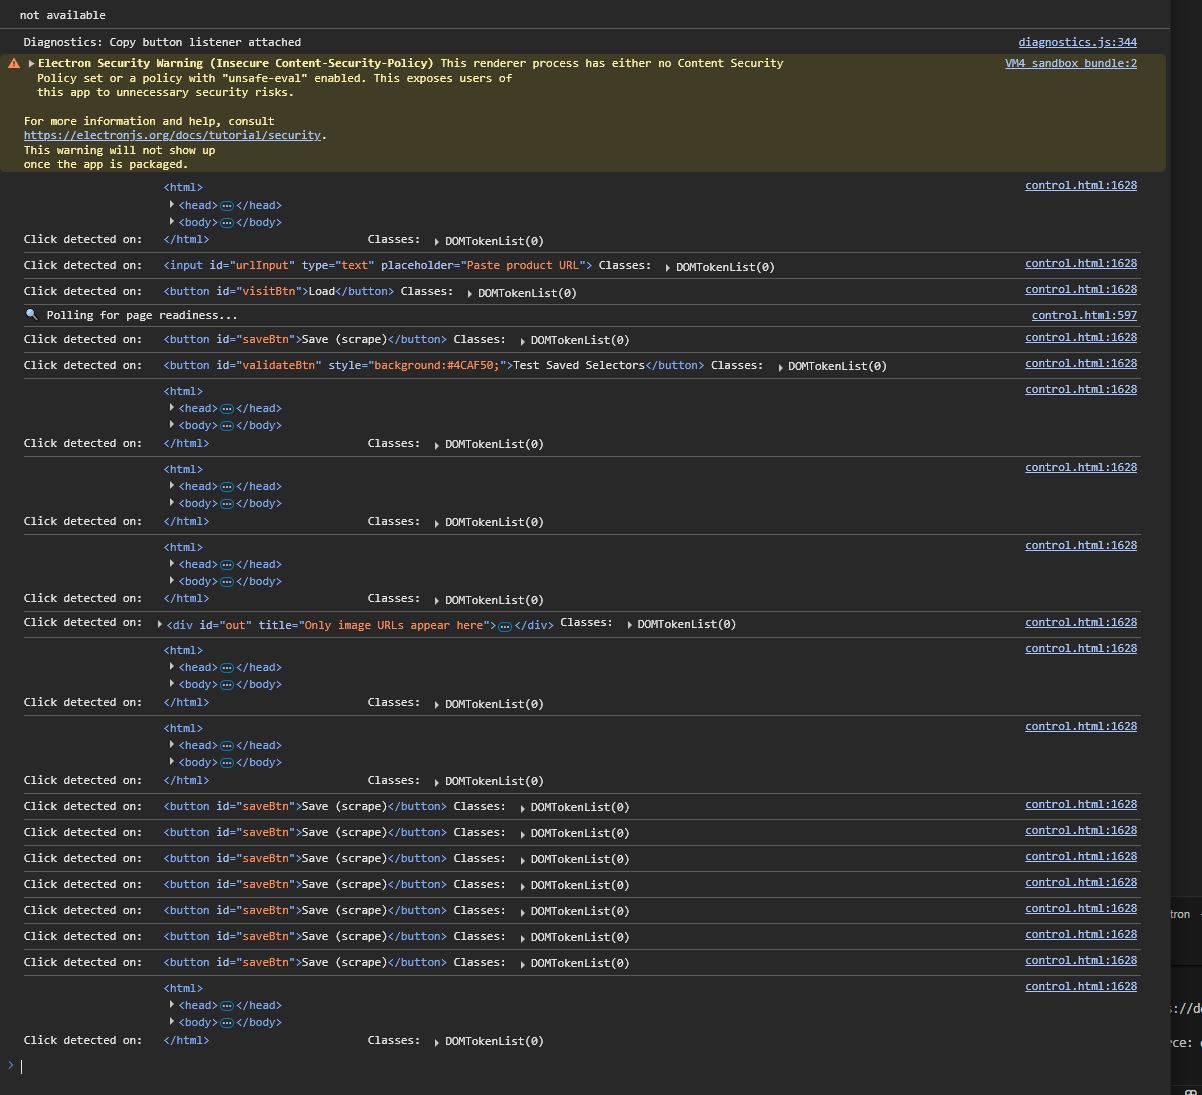 not available
Diagnostics: Copy button listener attached diagnostics.js:344
Electron Security Warning (Insecure Content-Security-Policy) This renderer process has either no Content Security VM4 sandbox_bundle:2
Policy set or a policy with "unsafe-eval" enabled. This exposes users of
this app to unnecessary security risks.
For more information and help, consult
https://electronjs.org/docs/tutorial/security.
This warning will not show up
once the app is packaged.
<html> control.html:1628
<head>…</head>
<body>…</body>
Click detected on: </html> Classes: DOMTokenList(0)
Click detected on: <input id="urlInput" type="text" placeholder="Paste product URL"> Classes: DOMTokenList(0) control.html:1628
Click detected on: <button id="visitBtn">Load</button> Classes: DOMTokenList(0) control.html:1628
🔍 Polling for page readiness... control.html:597
Click detected on: <button id="saveBtn">Save (scrape)</button> Classes: DOMTokenList(0) control.html:1628
Click detected on: <button id="validateBtn" style="background:#4CAF50;">Test Saved Selectors</button> Classes: DOMTokenList(0) control.html:1628
<html> control.html:1628
<head>…</head>
<body>…</body>
Click detected on: </html> Classes: DOMTokenList(0)
<html> control.html:1628
<head>…</head>
<body>…</body>
Click detected on: </html> Classes: DOMTokenList(0)
<html> control.html:1628
<head>…</head>
<body>…</body>
Click detected on: </html> Classes: DOMTokenList(0)
Click detected on: <div id="out" title="Only image URLs appear here">…</div> Classes: DOMTokenList(0) control.html:1628
<html> control.html:1628
<head>…</head>
<body>…</body>
Click detected on: </html> Classes: DOMTokenList(0)
<html> control.html:1628
<head>…</head>
<body>…</body>
Click detected on: </html> Classes: DOMTokenList(0)
Click detected on: <button id="saveBtn">Save (scrape)</button> Classes: DOMTokenList(0) control.html:1628
Click detected on: <button id="saveBtn">Save (scrape)</button> Classes: DOMTokenList(0) control.html:1628
Click detected on: <button id="saveBtn">Save (scrape)</button> Classes: DOMTokenList(0) control.html:1628
Click detected on: <button id="saveBtn">Save (scrape)</button> Classes: DOMTokenList(0) control.html:1628
Click detected on: <button id="saveBtn">Save (scrape)</button> Classes: DOMTokenList(0) control.html:1628
Click detected on: <button id="saveBtn">Save (scrape)</button> Classes: DOMTokenList(0) control.html:1628
Click detected on: <button id="saveBtn">Save (scrape)</button> Classes: DOMTokenList(0) control.html:1628
<html> control.html:1628
<head>…</head>
<body>…</body>
Click detected on: </html> Classes: DOMTokenList(0)